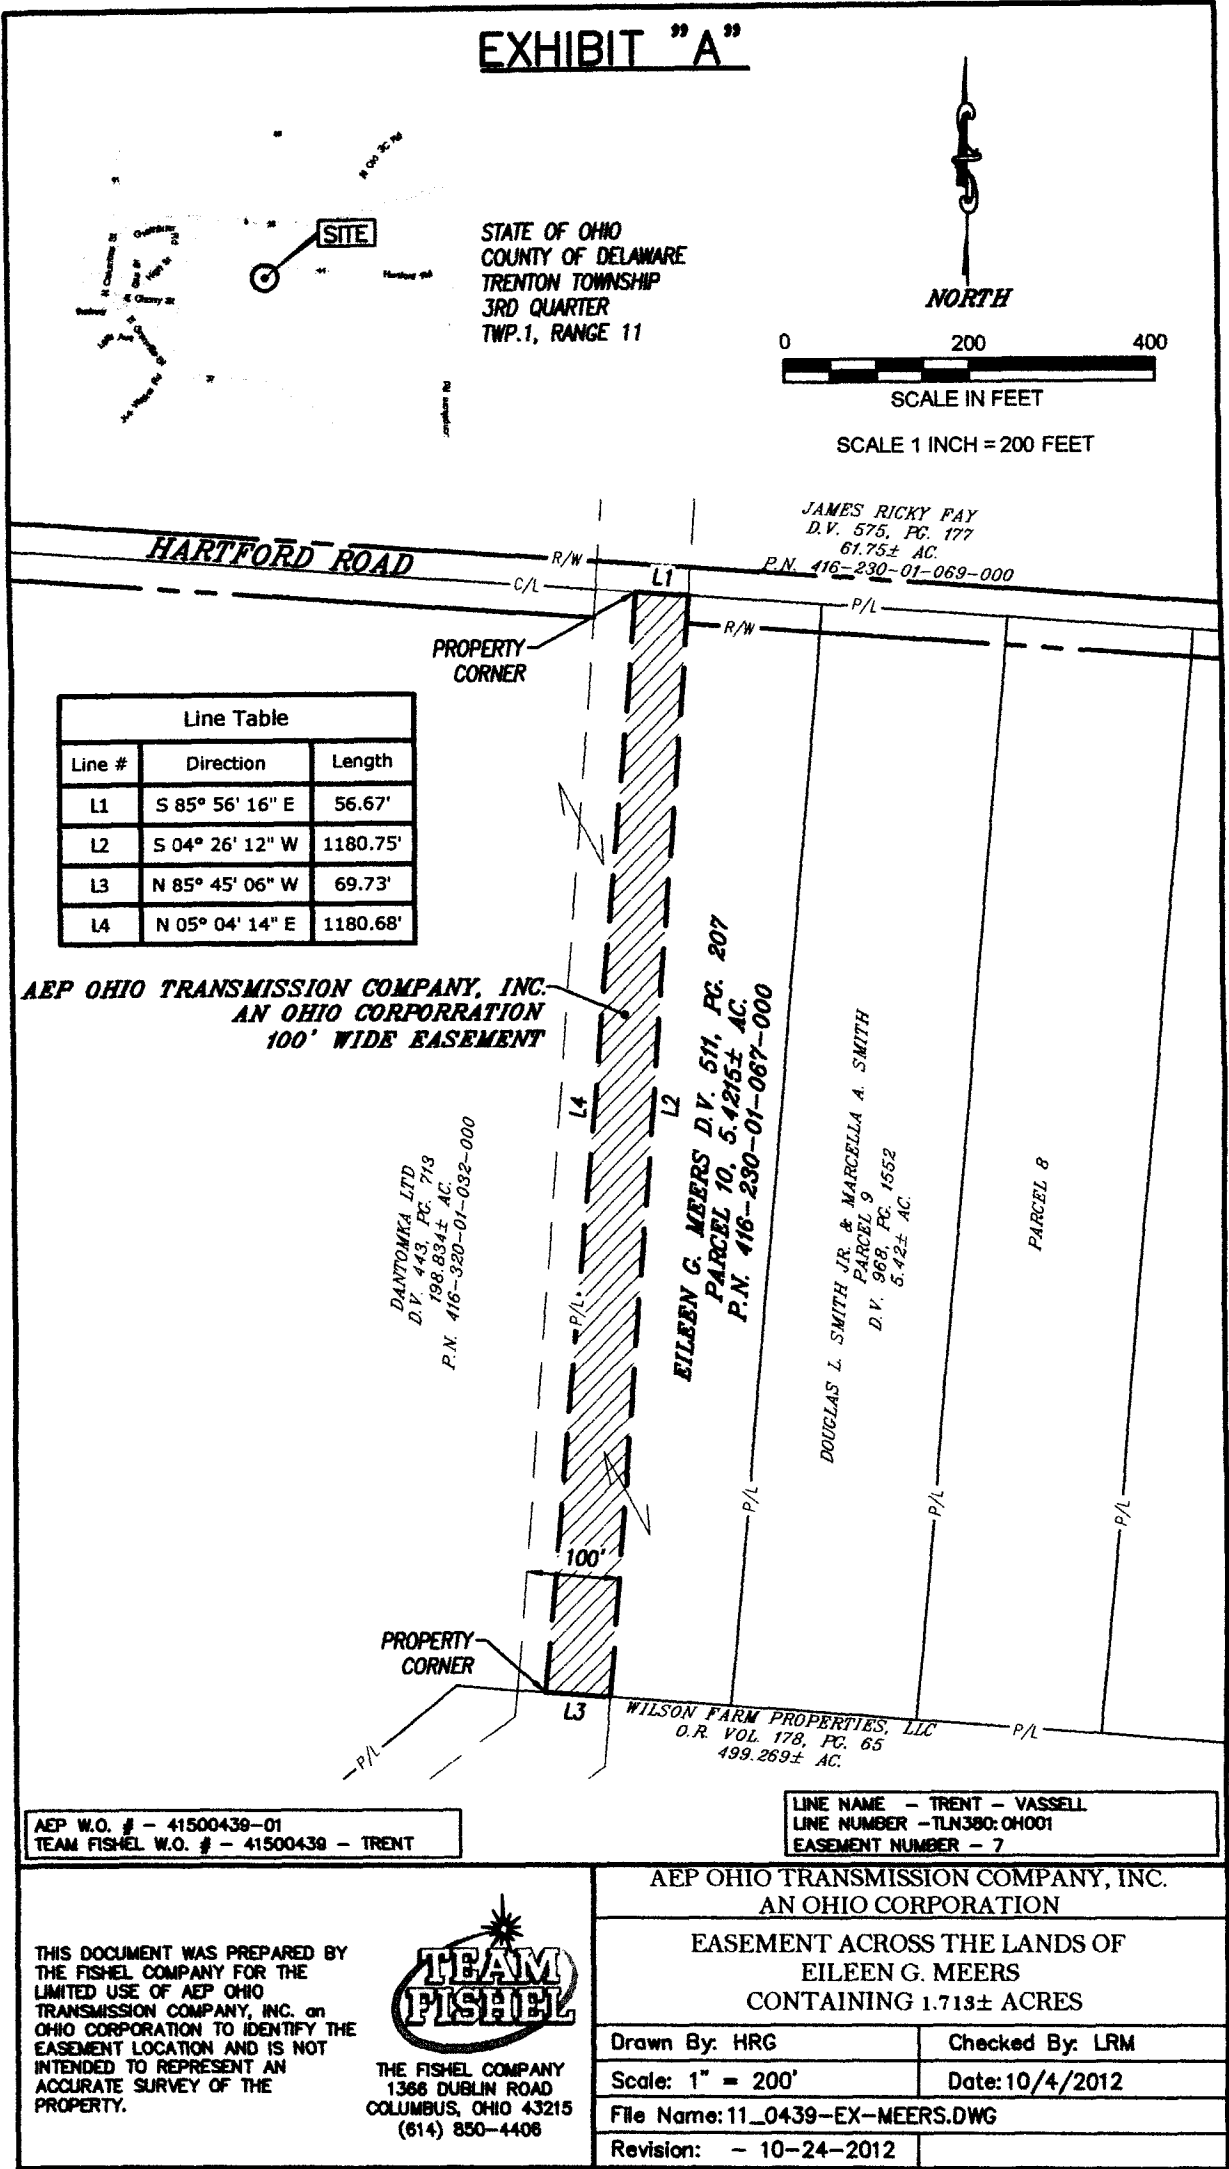 EXHIBIT "A"
SITE
Hartford Rd
N Columbus St
E Cherry St
STATE OF OHIO
COUNTY OF DELAWARE
TRENTON TOWNSHIP
3RD QUARTER
TWP.1, RANGE 11
NORTH
0 200 400
SCALE IN FEET
SCALE 1 INCH = 200 FEET
JAMES RICKY FAY
D.V. 575, PG. 177
61.75± AC.
P.N. 416-230-01-069-000
HARTFORD ROAD
R/W
C/L
L1
P/L
R/W
PROPERTY
CORNER
Line Table
Line # Direction Length
L1 S 85° 56' 16" E 56.67'
L2 S 04° 26' 12" W 1180.75'
L3 N 85° 45' 06" W 69.73'
L4 N 05° 04' 14" E 1180.68'
AEP OHIO TRANSMISSION COMPANY, INC.
AN OHIO CORPORRATION
100' WIDE EASEMENT
L4
L2
P/L
EILEEN G. MEERS D.V. 511, PG. 207
PARCEL 10, 5.4215± AC.
P.N. 416-230-01-067-000
DANTOMKA LTD
D.V. 443, PG. 713
198.834± AC.
P.N. 416-320-01-032-000
DOUGLAS L. SMITH JR. & MARCELLA A. SMITH
PARCEL 9
D.V. 968, PG. 1552
5.42± AC.
PARCEL 8
P/L
P/L
P/L
100'
PROPERTY
CORNER
L3
WILSON FARM PROPERTIES, LLC
O.R. VOL. 178, PG. 65
499.269± AC.
P/L
P/L
AEP W.O. # - 41500439-01
TEAM FISHEL W.O. # - 41500439 - TRENT
LINE NAME - TRENT - VASSELL
LINE NUMBER -TLN380:OH001
EASEMENT NUMBER - 7
THIS DOCUMENT WAS PREPARED BY
THE FISHEL COMPANY FOR THE
LIMITED USE OF AEP OHIO
TRANSMISSION COMPANY, INC. an
OHIO CORPORATION TO IDENTIFY THE
EASEMENT LOCATION AND IS NOT
INTENDED TO REPRESENT AN
ACCURATE SURVEY OF THE
PROPERTY.
TEAM
FISHEL
THE FISHEL COMPANY
1366 DUBLIN ROAD
COLUMBUS, OHIO 43215
(614) 850-4406
AEP OHIO TRANSMISSION COMPANY, INC.
AN OHIO CORPORATION
EASEMENT ACROSS THE LANDS OF
EILEEN G. MEERS
CONTAINING 1.713± ACRES
Drawn By: HRG
Checked By: LRM
Scale: 1" = 200'
Date: 10/4/2012
File Name: 11_0439-EX-MEERS.DWG
Revision: - 10-24-2012